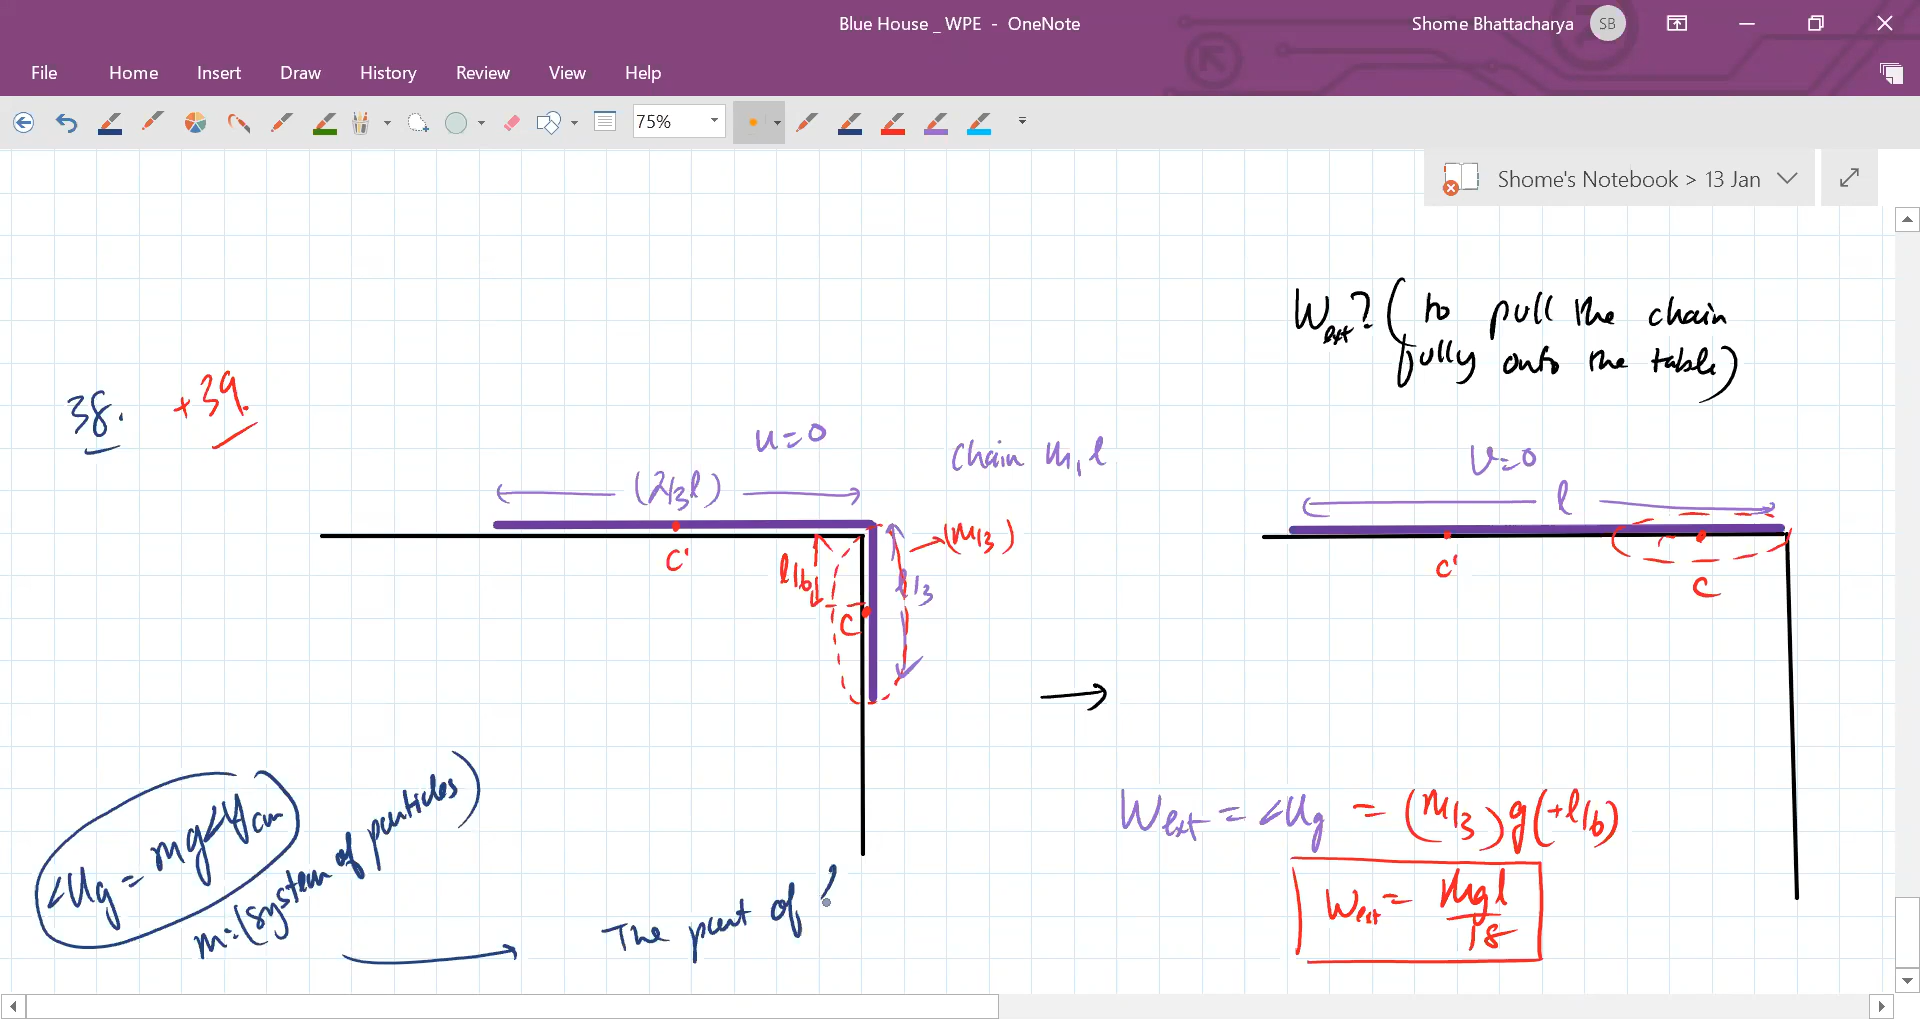 Blue House _ WPE - OneNote
Shome Bhattacharya
SB
File
Home
Insert
Draw
History
Review
View
Help
75%
Shome's Notebook > 13 Jan
Wext? (to pull the chain
fully onto the table)
38. +39.
u=0
chain m, l
(2/3 l)
v=0
l
(m/3)
l/3
l/6
C'
C
C'
C
Wext = ΔUg = (m/3)g(+l/6)
Wext = mgl/18
ΔUg = mgΔycm
m:(system of particles)
The part of